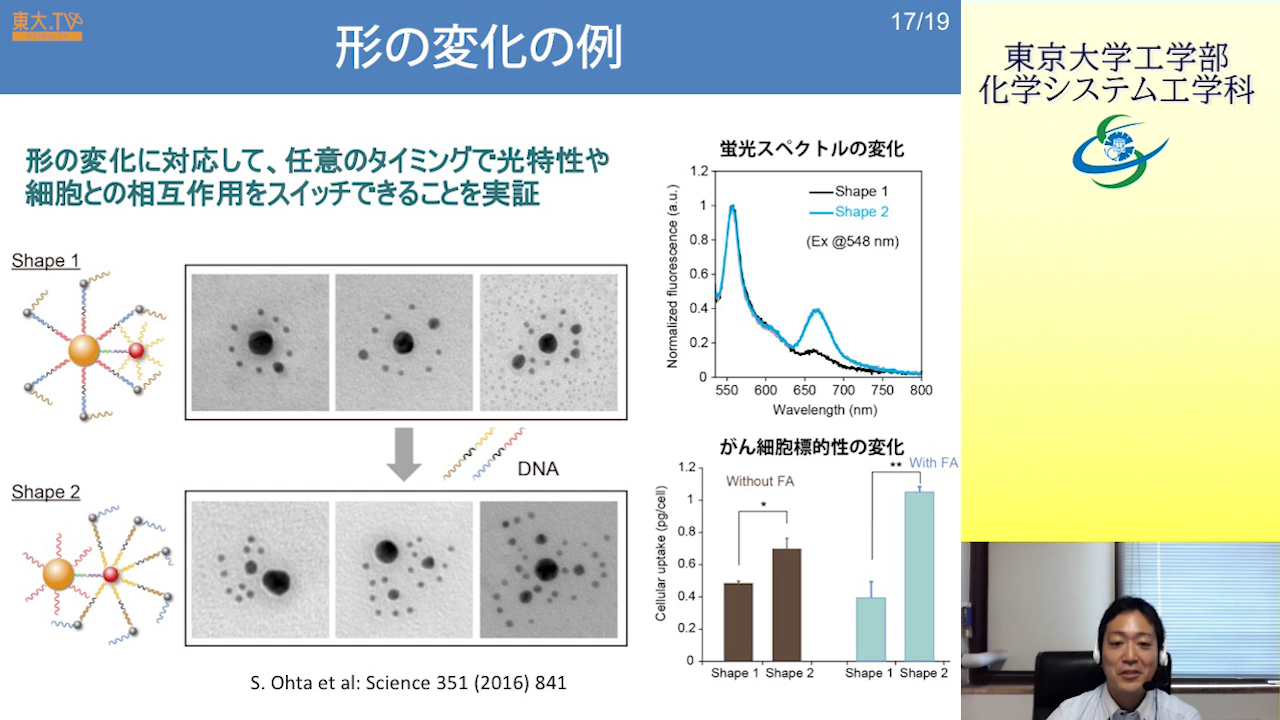 東大.TV
形の変化の例
17/19
東京大学工学部
化学システム工学科
形の変化に対応して、任意のタイミングで光特性や
細胞との相互作用をスイッチできることを実証
Shape 1
DNA
Shape 2
S. Ohta et al: Science 351 (2016) 841
蛍光スペクトルの変化
Normalized fluorescence (a.u.)
1.2
1
0.8
0.6
0.4
0.2
0
Shape 1
Shape 2
(Ex @548 nm)
550 600 650 700 750 800
Wavelength (nm)
がん細胞標的性の変化
Cellular uptake (pg/cell)
1.2
1
0.8
0.6
0.4
0.2
0
Without FA
*
** With FA
Shape 1 Shape 2 Shape 1 Shape 2